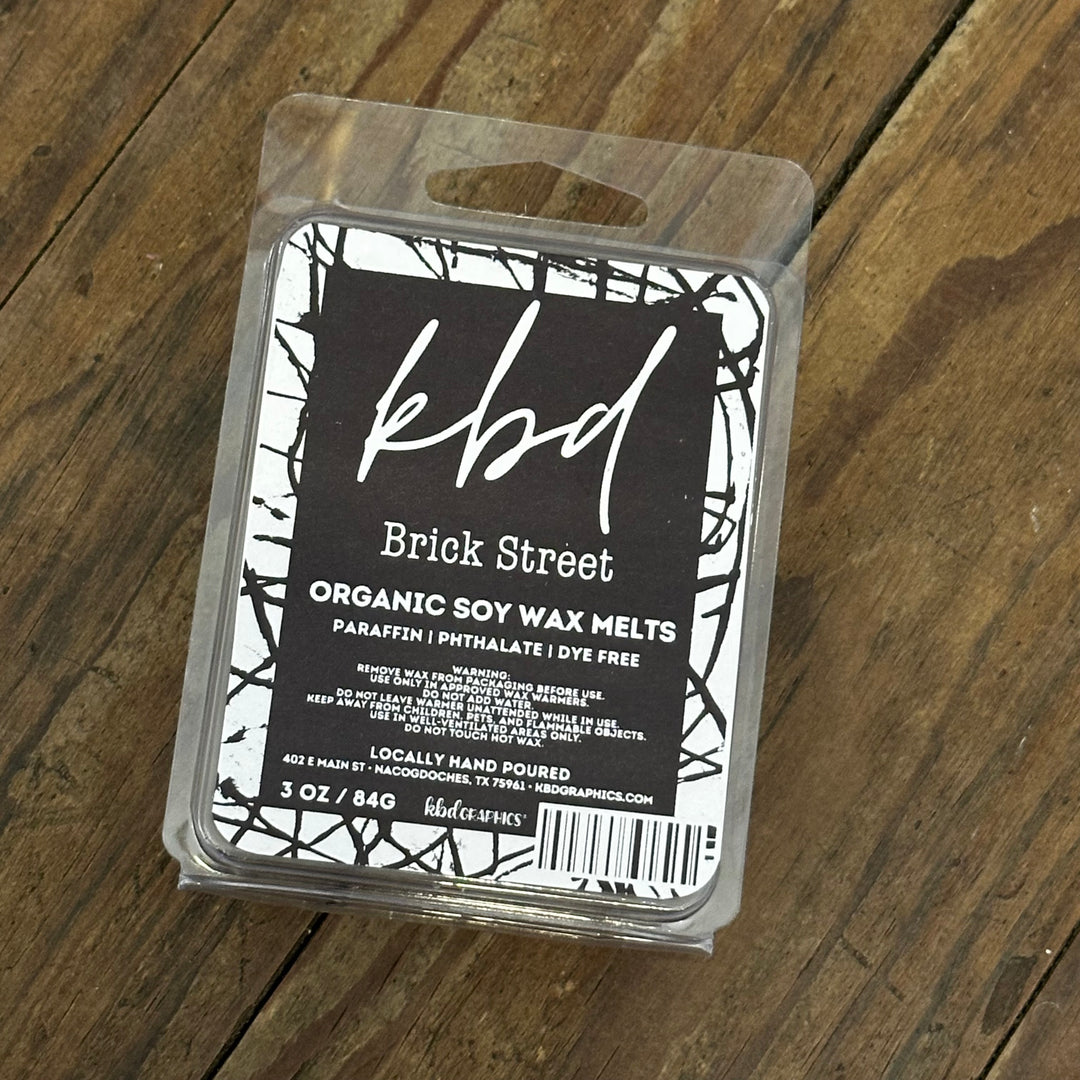 kbd
Brick Street
ORGANIC SOY WAX MELTS
PARAFFIN | PHTHALATE | DYE FREE
WARNING:
REMOVE WAX FROM PACKAGING BEFORE USE.
USE ONLY IN APPROVED WAX WARMERS.
DO NOT ADD WATER.
DO NOT LEAVE WARMER UNATTENDED WHILE IN USE.
KEEP AWAY FROM CHILDREN, PETS, AND FLAMMABLE OBJECTS.
USE IN WELL-VENTILATED AREAS ONLY.
DO NOT TOUCH HOT WAX.
LOCALLY HAND POURED
402 E MAIN ST • NACOGDOCHES, TX 75961 • KBDGRAPHICS.COM
3 OZ / 84G kbdGRAPHICS